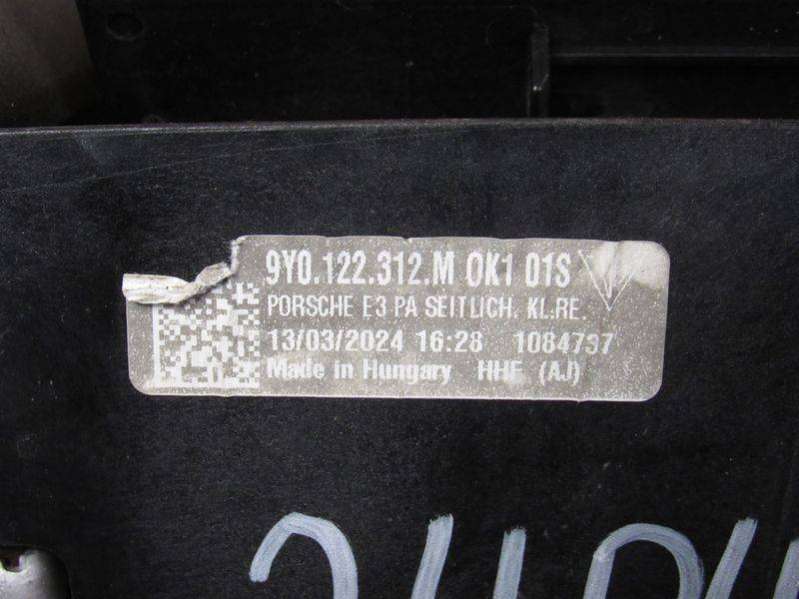 9Y0.122.312.M 0K1 01S
PORSCHE E3 PA SEITLICH. KL.RE.
13/03/2024 16:28 1084737
Made in Hungary HHE (AJ)